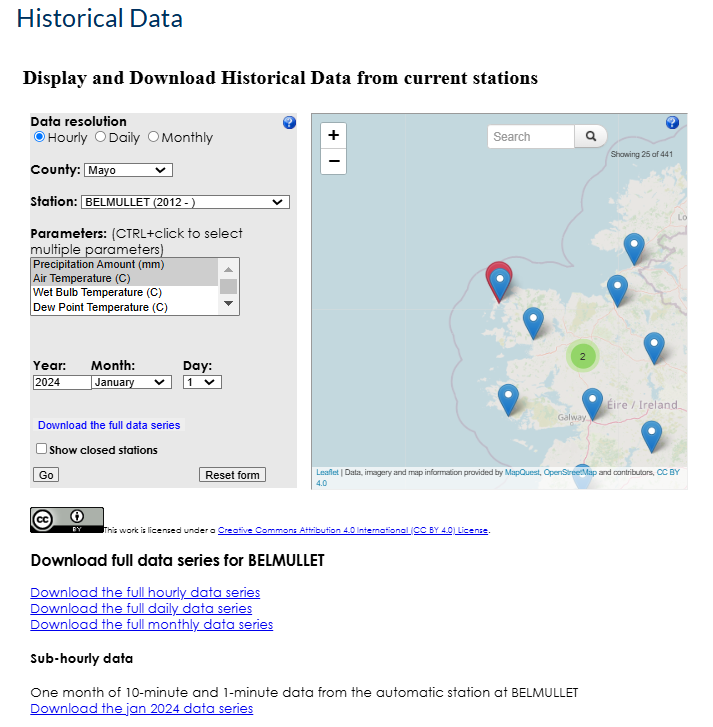 Historical Data
Display and Download Historical Data from current stations
Data resolution
Hourly Daily Monthly
County: Mayo
Station: BELMULLET (2012 - )
Parameters: (CTRL+click to select
multiple parameters)
Precipitation Amount (mm)
Air Temperature (C)
Wet Bulb Temperature (C)
Dew Point Temperature (C)
Year: Month: Day:
2024 January 1
Download the full data series
Show closed stations
Go Reset form
+
−
Search
Showing 25 of 441
Lo
2
Éire / Ireland
Galway
Leaflet | Data, imagery and map information provided by MapQuest, OpenStreetMap and contributors, CC BY
4.0
cc BY
This work is licensed under a Creative Commons Attribution 4.0 International (CC BY 4.0) License.
Download full data series for BELMULLET
Download the full hourly data series
Download the full daily data series
Download the full monthly data series
Sub-hourly data
One month of 10-minute and 1-minute data from the automatic station at BELMULLET
Download the jan 2024 data series